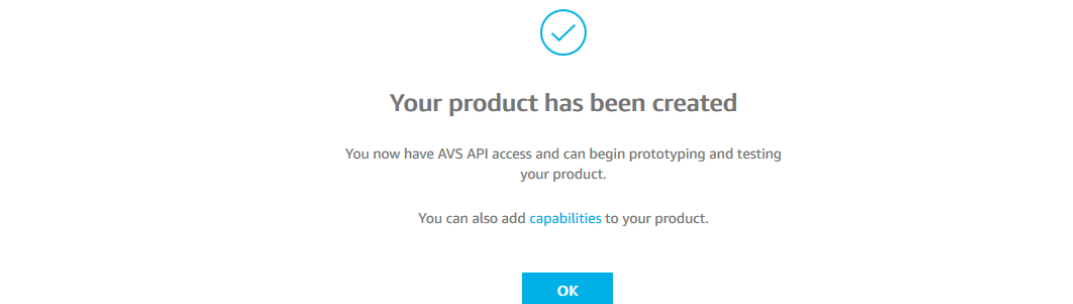 Your product has been created
You now have AVS API access and can begin prototyping and testing
your product.
You can also add capabilities to your product.
OK